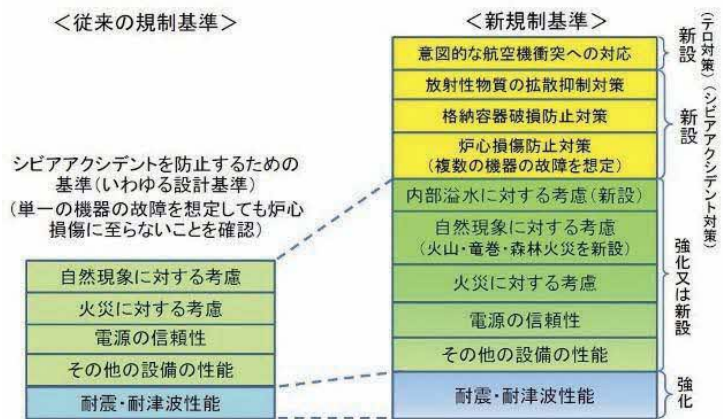 <従来の規制基準>
シビアアクシデントを防止するための
基準(いわゆる設計基準)
(単一の機器の故障を想定しても炉心
損傷に至らないことを確認)
自然現象に対する考慮
火災に対する考慮
電源の信頼性
その他の設備の性能
耐震・耐津波性能
<新規制基準>
意図的な航空機衝突への対応
放射性物質の拡散抑制対策
格納容器破損防止対策
炉心損傷防止対策
(複数の機器の故障を想定)
内部溢水に対する考慮(新設)
自然現象に対する考慮
(火山・竜巻・森林火災を新設)
火災に対する考慮
電源の信頼性
その他の設備の性能
耐震・耐津波性能
新設
(テロ対策)
新設
(シビアアクシデント対策)
強化又は新設
強化